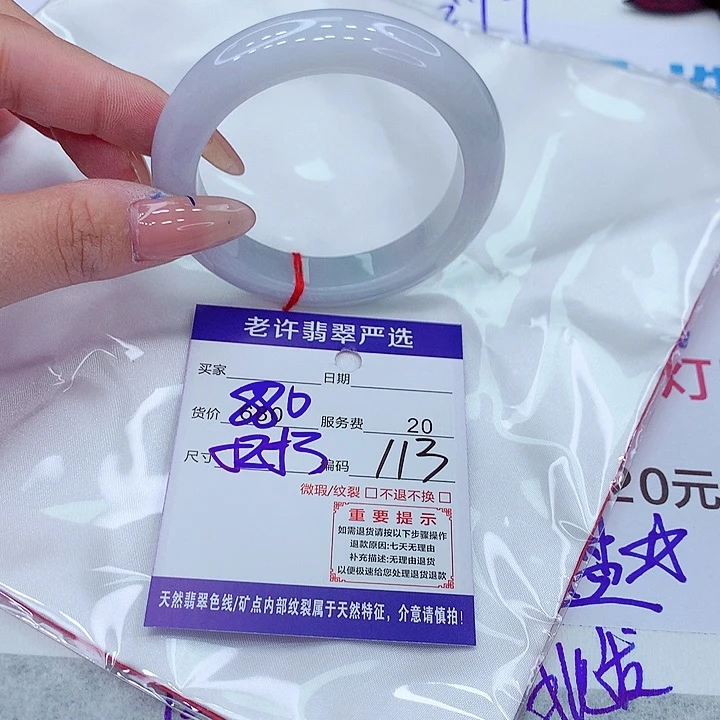 老许翡翠严选
买家 日期
货价 880 服务费 20
尺寸 编码 113
微瑕/纹裂 □ 不退不换 □
重要提示
如需退货请按以下步骤操作
退款原因:七天无理由
补充描述:无理由退货
以便极速给您处理退货退款
天然翡翠色线/矿点内部纹裂属于天然特征，介意请慎拍!
灯
20元